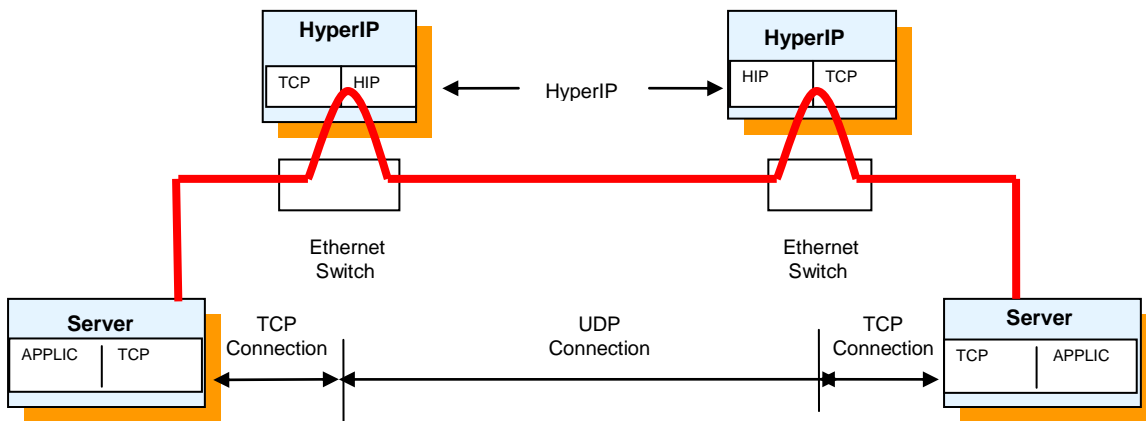 HyperIP
TCP HIP
HyperIP
HyperIP
HIP TCP
Ethernet
Switch
Ethernet
Switch
Server
APPLIC TCP
TCP
Connection
UDP
Connection
TCP
Connection
Server
TCP APPLIC